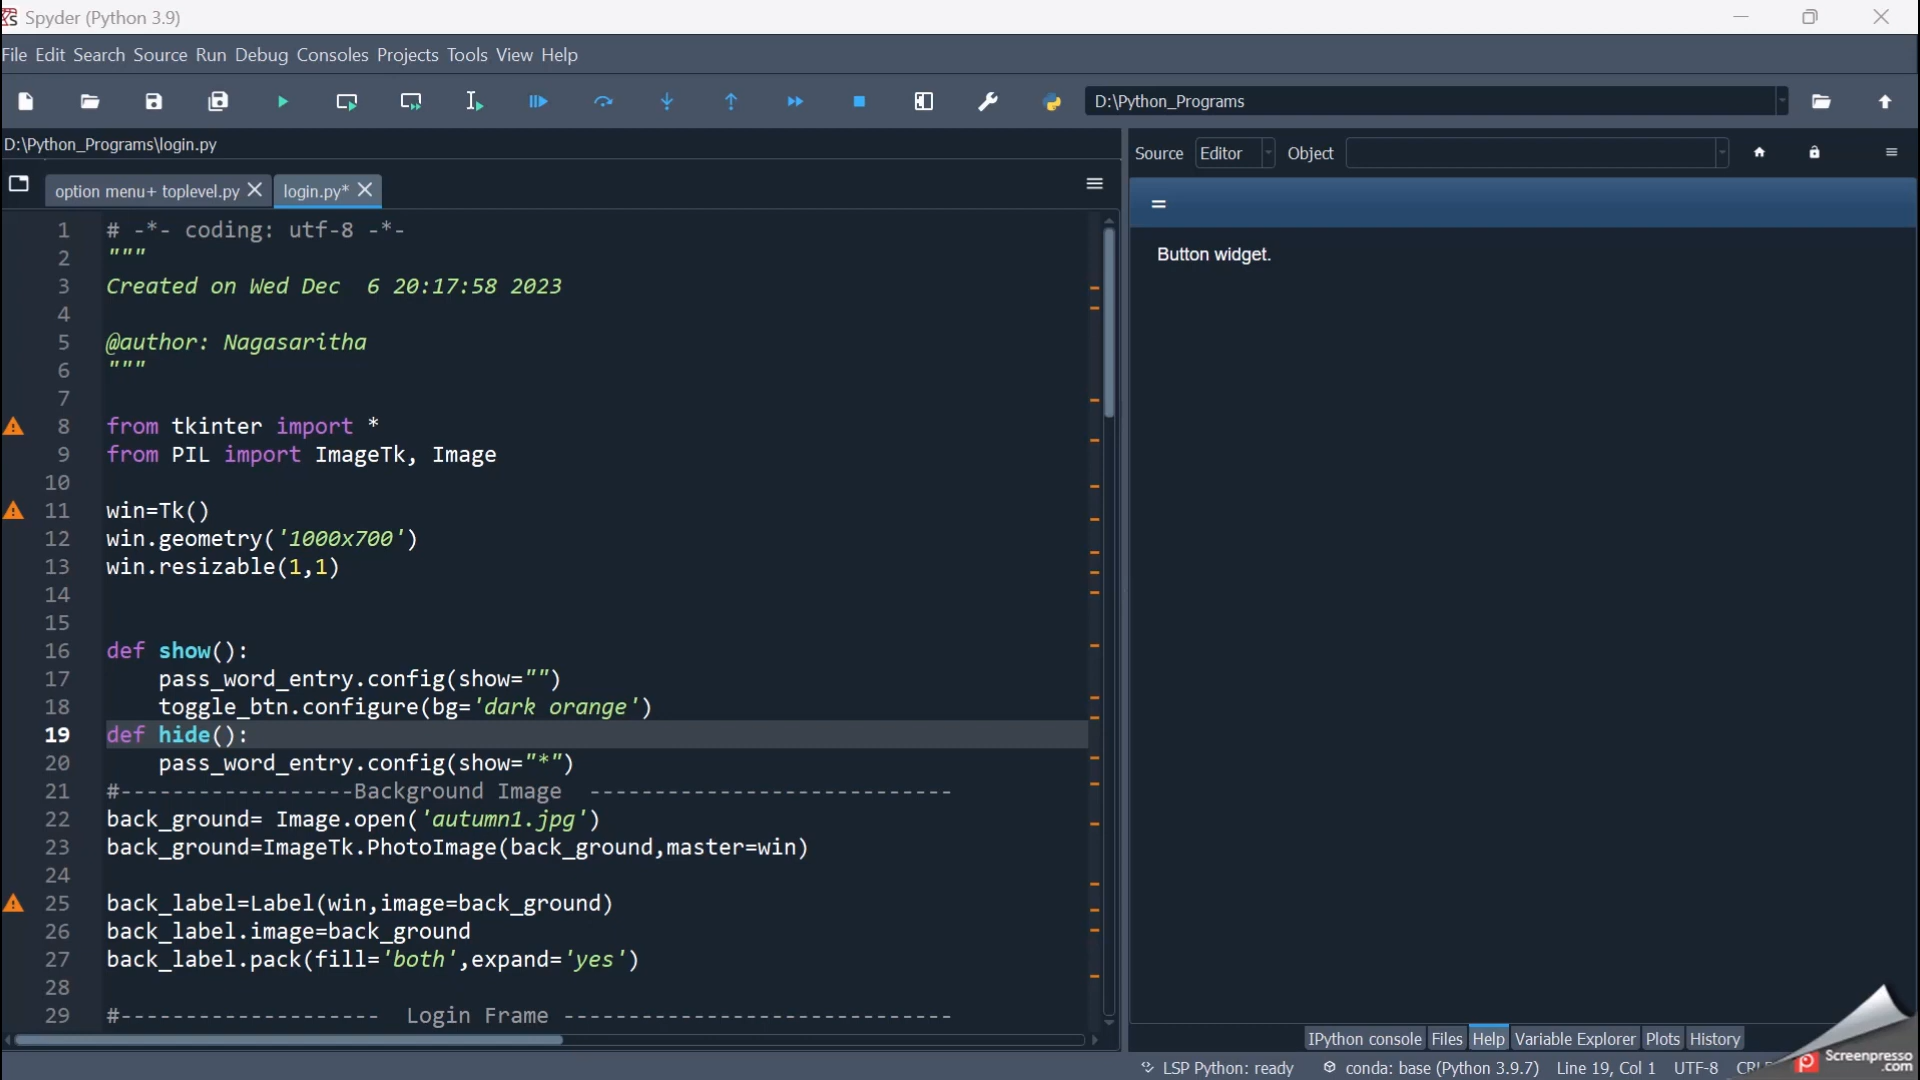 Spyder (Python 3.9)
File Edit Search Source Run Debug Consoles Projects Tools View Help
D:\Python_Programs
D:\Python_Programs\login.py
Source Editor Object
option menu+ toplevel.py login.py*
=
Button widget.
1 # -*- coding: utf-8 -*-
2 """
3 Created on Wed Dec  6 20:17:58 2023
4
5 @author: Nagasaritha
6 """
7
8 from tkinter import *
9 from PIL import ImageTk, Image
10
11 win=Tk()
12 win.geometry('1000x700')
13 win.resizable(1,1)
14
15
16 def show():
17     pass_word_entry.config(show="")
18     toggle_btn.configure(bg='dark orange')
19 def hide():
20     pass_word_entry.config(show="*")
21 #------------------Background Image  ----------------------------
22 back_ground= Image.open('autumn1.jpg')
23 back_ground=ImageTk.PhotoImage(back_ground,master=win)
24
25 back_label=Label(win,image=back_ground)
26 back_label.image=back_ground
27 back_label.pack(fill='both',expand='yes')
28
29 #--------------------  Login Frame ------------------------------
IPython console Files Help Variable Explorer Plots History
LSP Python: ready conda: base (Python 3.9.7) Line 19, Col 1 UTF-8
Screenpresso
.com